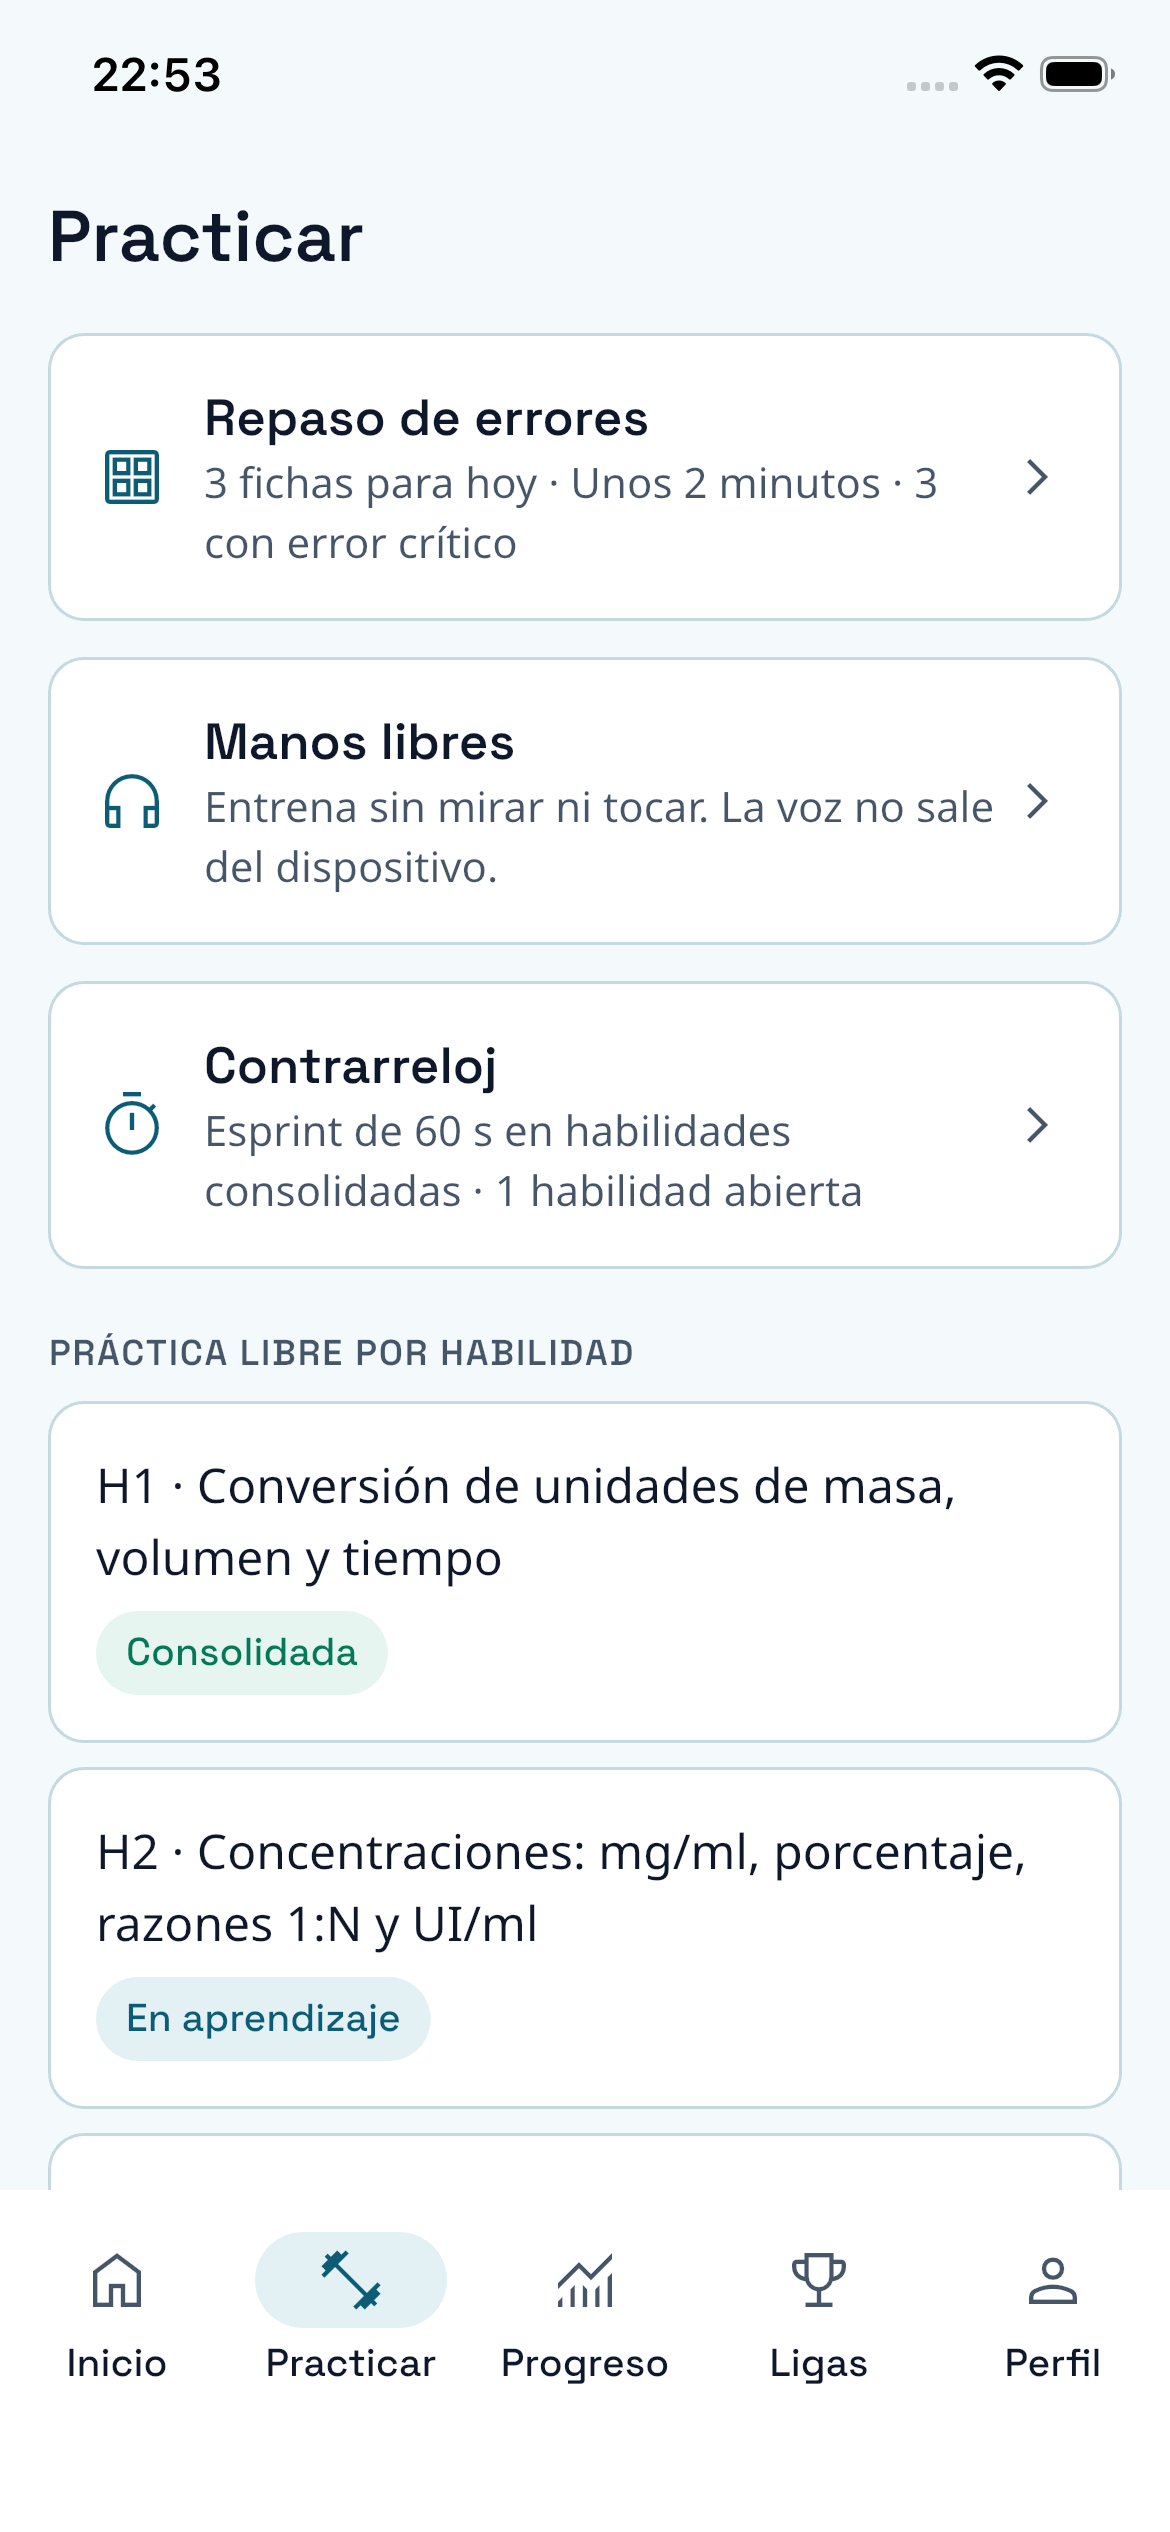 22:53
Practicar
Repaso de errores
3 fichas para hoy · Unos 2 minutos · 3
con error crítico
Manos libres
Entrena sin mirar ni tocar. La voz no sale
del dispositivo.
Contrarreloj
Esprint de 60 s en habilidades
consolidadas · 1 habilidad abierta
PRÁCTICA LIBRE POR HABILIDAD
H1 · Conversión de unidades de masa,
volumen y tiempo
Consolidada
H2 · Concentraciones: mg/ml, porcentaje,
razones 1:N y UI/ml
En aprendizaje
Inicio
Practicar
Progreso
Ligas
Perfil